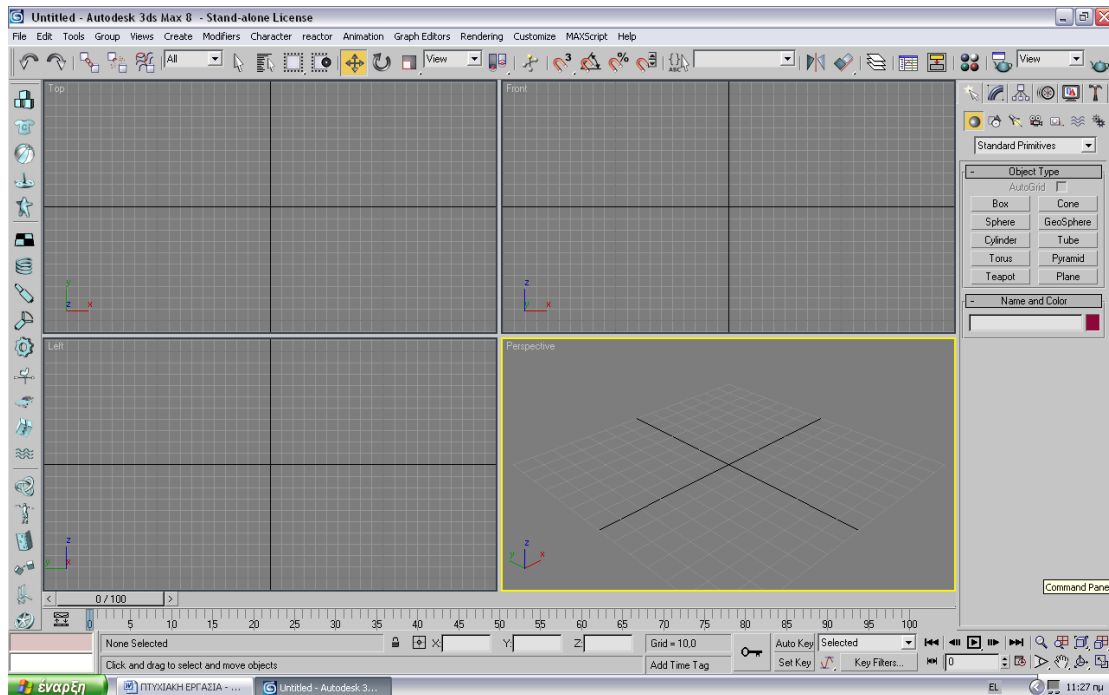 Untitled - Autodesk 3ds Max 8 - Stand-alone License
File Edit Tools Group Views Create Modifiers Character reactor Animation Graph Editors Rendering Customize MAXScript Help
All View View
Top
Front
Standard Primitives
- Object Type
AutoGrid
Box Cone
Sphere GeoSphere
Cylinder Tube
Torus Pyramid
Teapot Plane
- Name and Color
y
z x
z
y x
Left
Perspective
z
y x
z
y x
Command Pane
< 0 / 100 >
0 5 10 15 20 25 30 35 40 45 50 55 60 65 70 75 80 85 90 95 100
None Selected X: Y: Z: Grid = 10,0 Auto Key Selected
Click and drag to select and move objects Add Time Tag Set Key Key Filters... 0
έναρξη ΠΤΥΧΙΑΚΗ ΕΡΓΑΣΙΑ - ... Untitled - Autodesk 3... EL 11:27 πμ